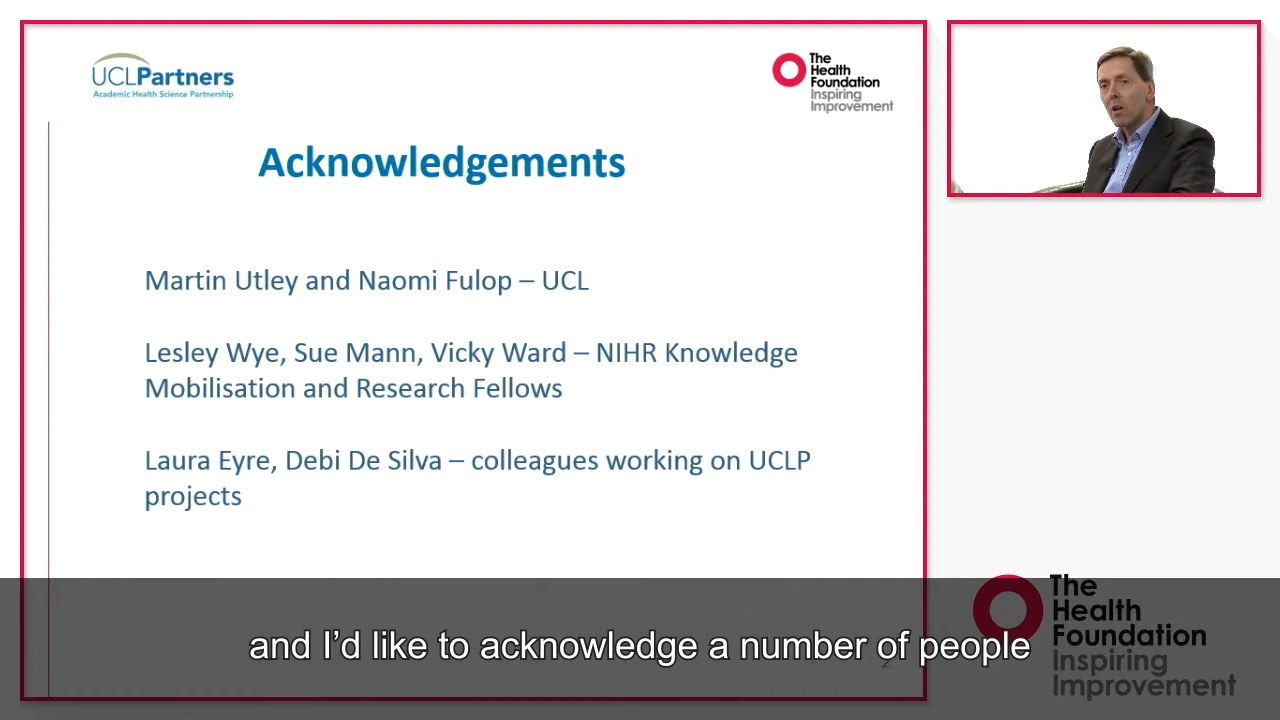 UCLPartners
Academic Health Science Partnership
The
Health
Foundation
Inspiring
Improvement
Acknowledgements
Martin Utley and Naomi Fulop – UCL
Lesley Wye, Sue Mann, Vicky Ward – NIHR Knowledge
Mobilisation and Research Fellows
Laura Eyre, Debi De Silva – colleagues working on UCLP
projects
2
and I’d like to acknowledge a number of people
The
Health
Foundation
Inspiring
Improvement